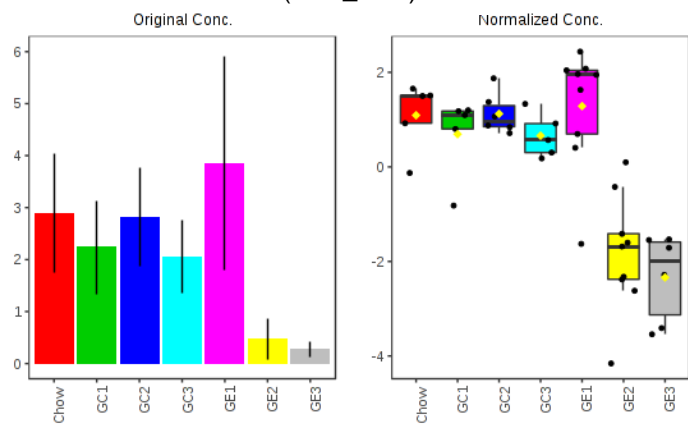 Original Conc.
Normalized Conc.
6
5
4
3
2
1
0
Chow
GC1
GC2
GC3
GE1
GE2
GE3
2
0
-2
-4
Chow
GC1
GC2
GC3
GE1
GE2
GE3